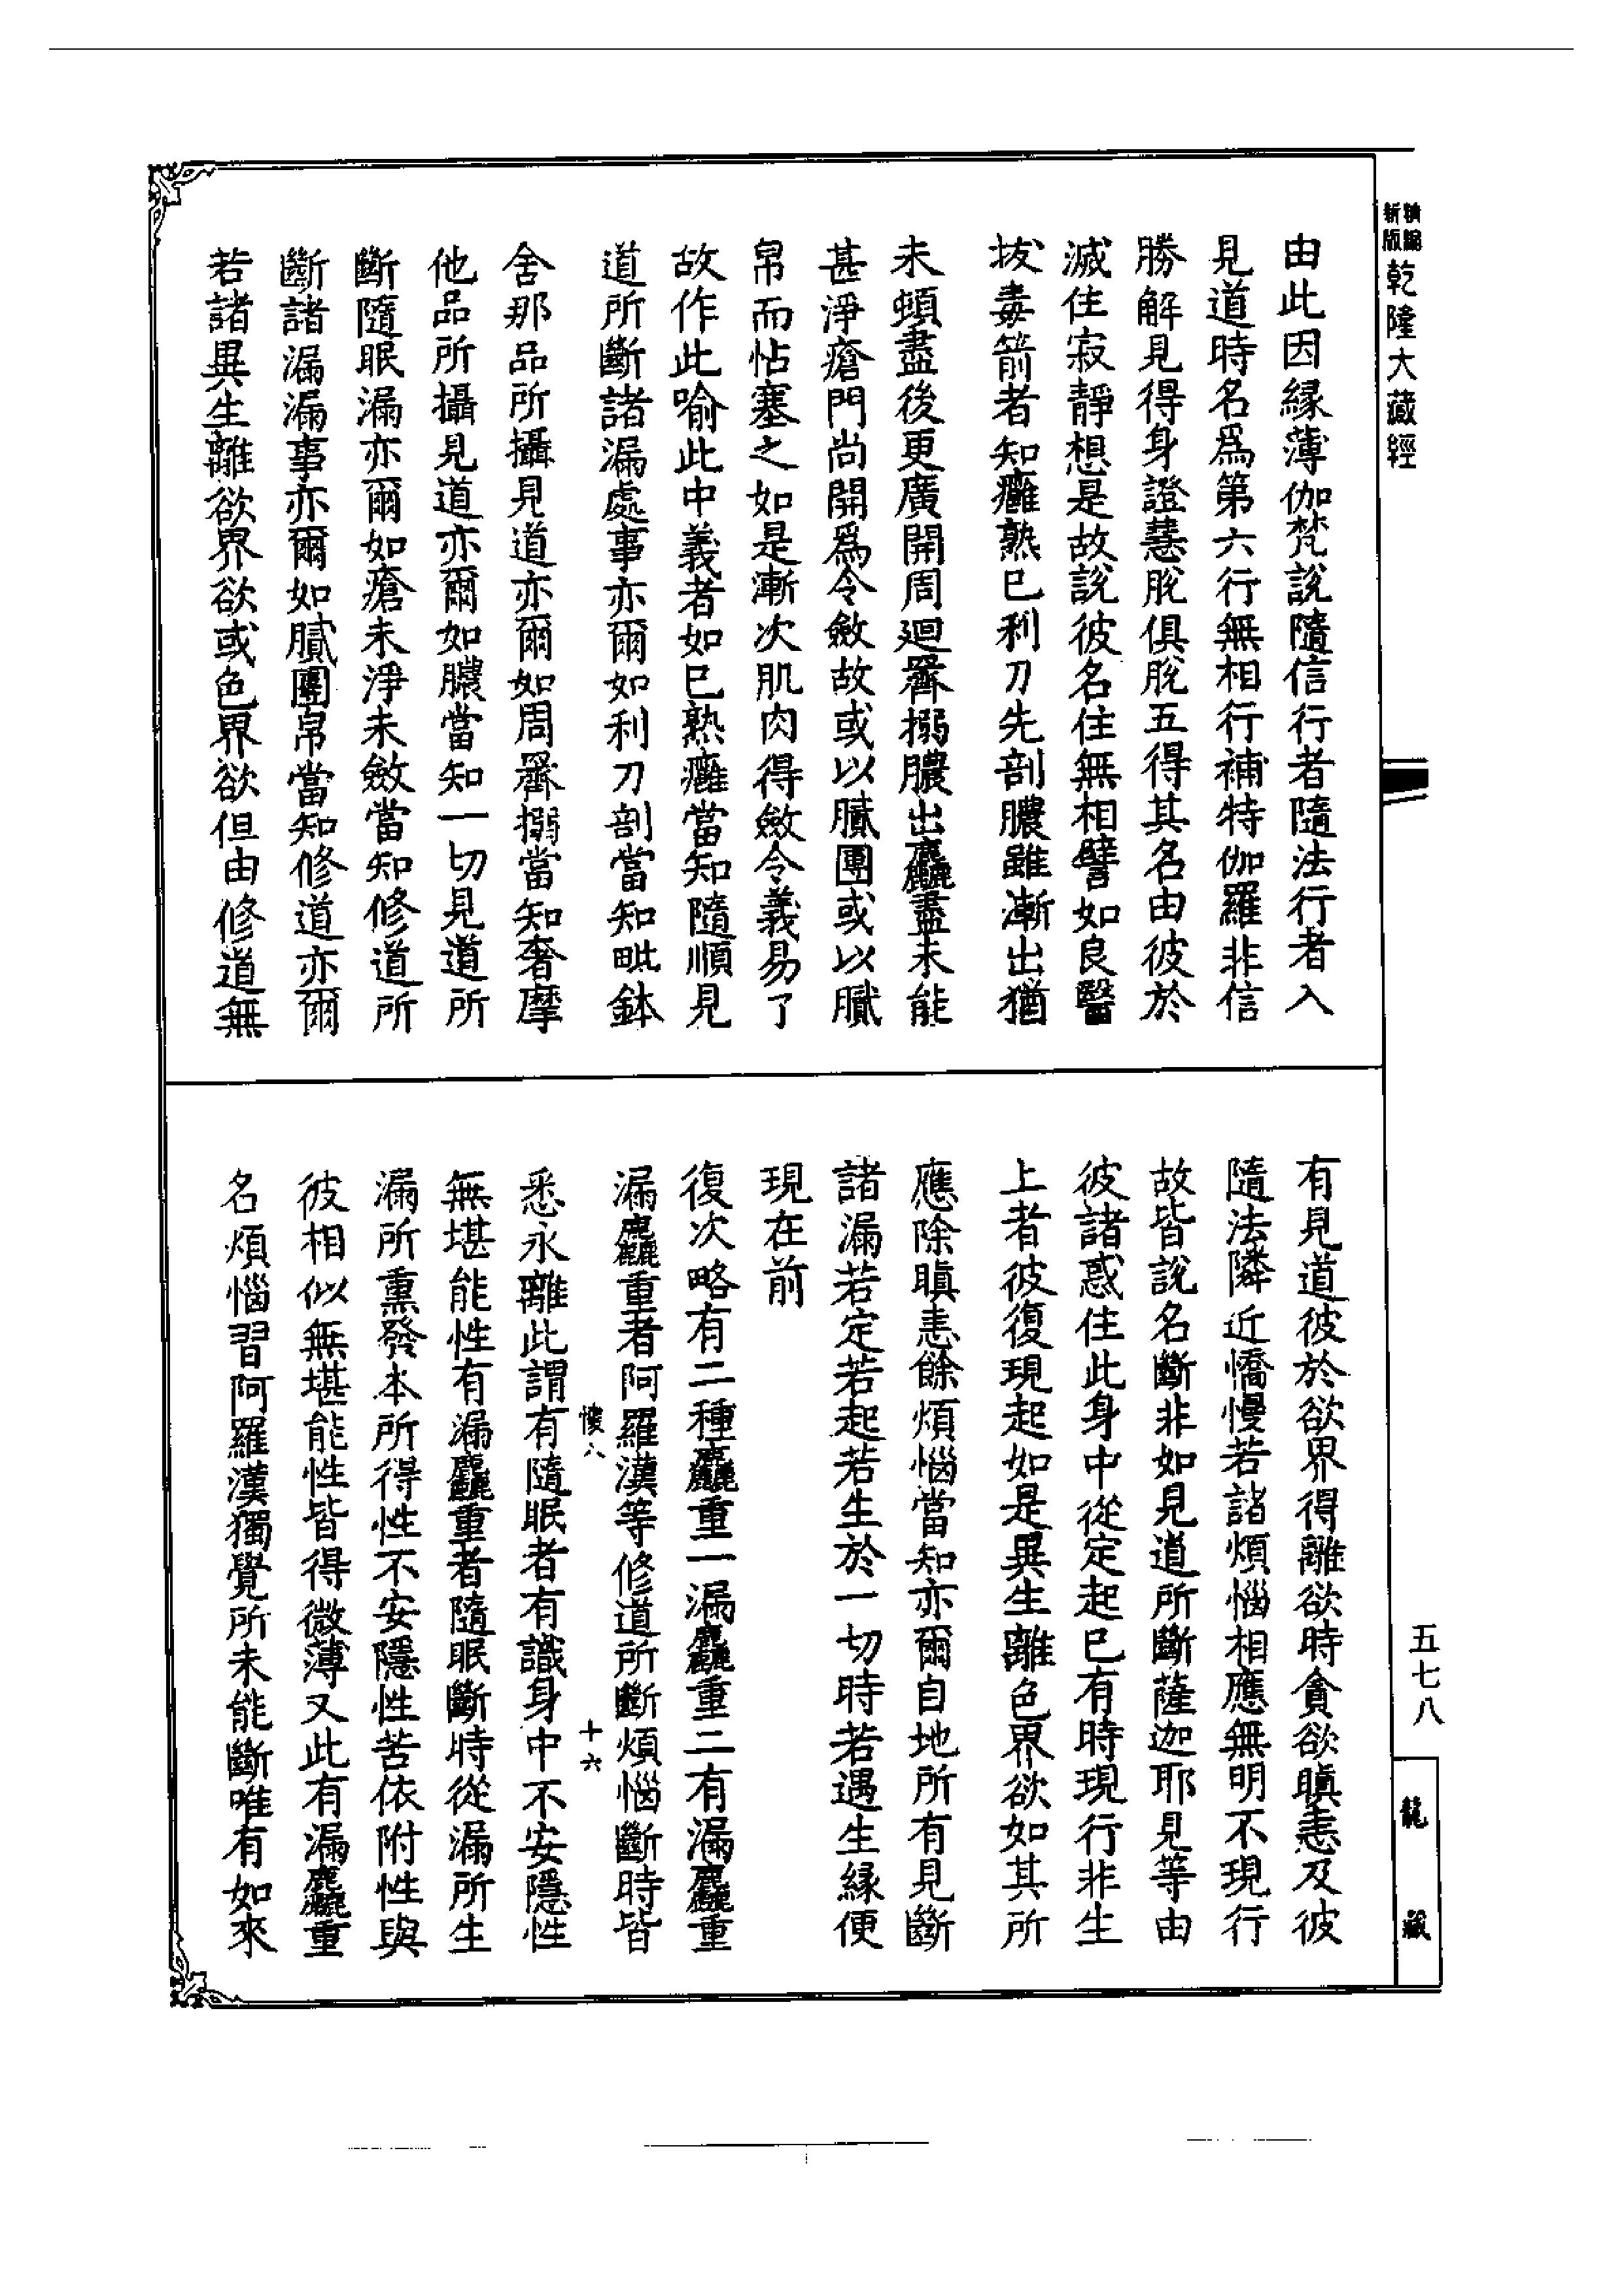 新版精編
乾隆大藏經
由此因緣薄伽梵說隨信行者隨法行者入
見道時名爲第六行無相行補特伽羅非信
勝解見得身證慧脫俱脫五得其名由彼於
滅住寂靜想是故說彼名住無相譬如良醫
拔毒箭者知癰熟已利刀先剖膿雖漸出猶
未頓盡後更廣開周迴𪗋搦膿出麤盡未能
甚淨瘡門尚開爲令斂故或以膩團或以膩
帛而帖塞之如是漸次肌肉得斂令義易了
故作此喻此中義者如已熟癰當知隨順見
道所斷諸漏處事亦爾如利刀剖當知毗鉢
舍那品所攝見道亦爾如周𪗋搦當知奢摩
他品所攝見道亦爾如膿當知一切見道所
斷隨眠漏亦爾如瘡未淨未斂當知修道所
斷諸漏漏事亦爾如膩團帛當知修道亦爾
若諸異生離欲界欲或色界欲但由修道無
有見道彼於欲界得離欲時貪欲瞋恚及彼
隨法隣近憍慢若諸煩惱相應無明不現行
故皆說名斷非如見道所斷薩迦耶見等由
彼諸惑住此身中從定起已有時現行非生
上者彼復現起如是異生離色界欲如其所
應除瞋恚餘煩惱當知亦爾自地所有見斷
諸漏若定若起若生於一切時若遇生緣便
現在前
復次略有二種麤重一漏麤重二有漏麤重
漏麤重者阿羅漢等修道所斷煩惱斷時皆
懷八 十六
悉永離此謂有隨眠者有識身中不安隱性
無堪能性有漏麤重者隨眠斷時從漏所生
漏所熏發本所得性不安隱性苦依附性與
彼相似無堪能性皆得微薄又此有漏麤重
名煩惱習阿羅漢獨覺所未能斷唯有如來
五七八
龍藏